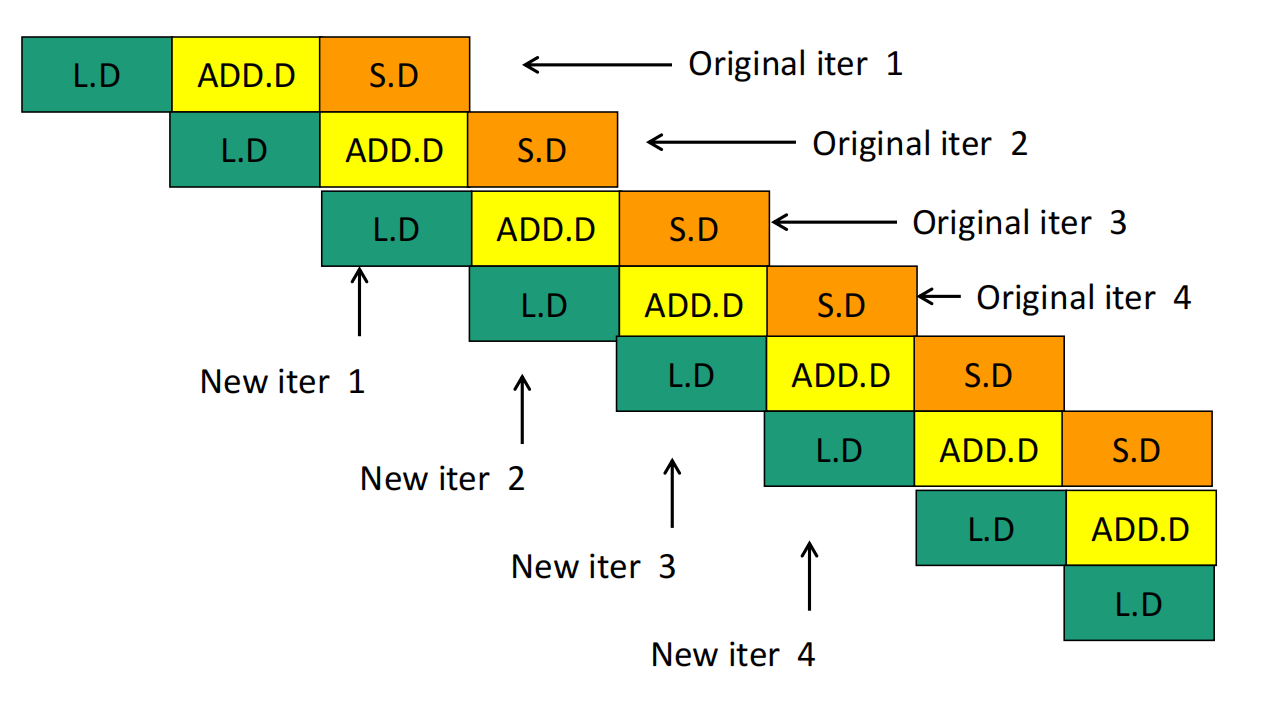 L.D ADD.D S.D Original iter 1
L.D ADD.D S.D Original iter 2
L.D ADD.D S.D Original iter 3
L.D ADD.D S.D Original iter 4
New iter 1 L.D ADD.D S.D
L.D ADD.D S.D
New iter 2
L.D ADD.D
New iter 3
L.D
New iter 4